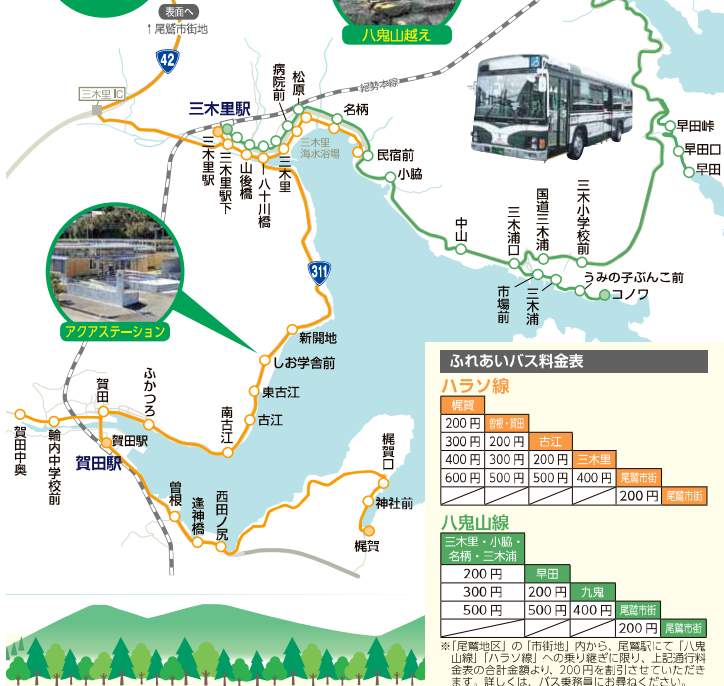 表面へ
↑尾鷲市街地
八鬼山越え
42
三木里IC
紀勢本線
三木里駅
病院前
松原
名柄
民宿前
小脇
三木里
海水浴場
三木里駅
三木里駅下
山後橋
八十川橋
三木里
早田峠
早田口
早田
中山
三木浦口
国道三木浦
三木小学校前
うみの子ぶんこ前
コノワ
市場前
三木浦
311
アクアステーション
新開地
しお学舎前
東古江
古江
南古江
ふかつろ
賀田
賀田駅
賀田駅
賀田中奥
輪内中学校前
曽根
逢神橋
西田ノ尻
梶賀口
神社前
梶賀
ふれあいバス料金表
ハラソ線
梶賀
200円 曽根・賀田
300円 200円 古江
400円 300円 200円 三木里
600円 500円 500円 400円 尾鷲市街
200円 尾鷲市街
八鬼山線
三木里・小脇・
名柄・三木浦
200円 早田
300円 200円 九鬼
500円 500円 400円 尾鷲市街
200円 尾鷲市街
※「尾鷲地区」の「市街地」内から、尾鷲駅にて「八鬼
山線」「ハラソ線」への乗り継ぎに限り、上記通行料
金表の合計金額より、200円を割引させていただき
ます。詳しくは、バス乗務員にお尋ねください。